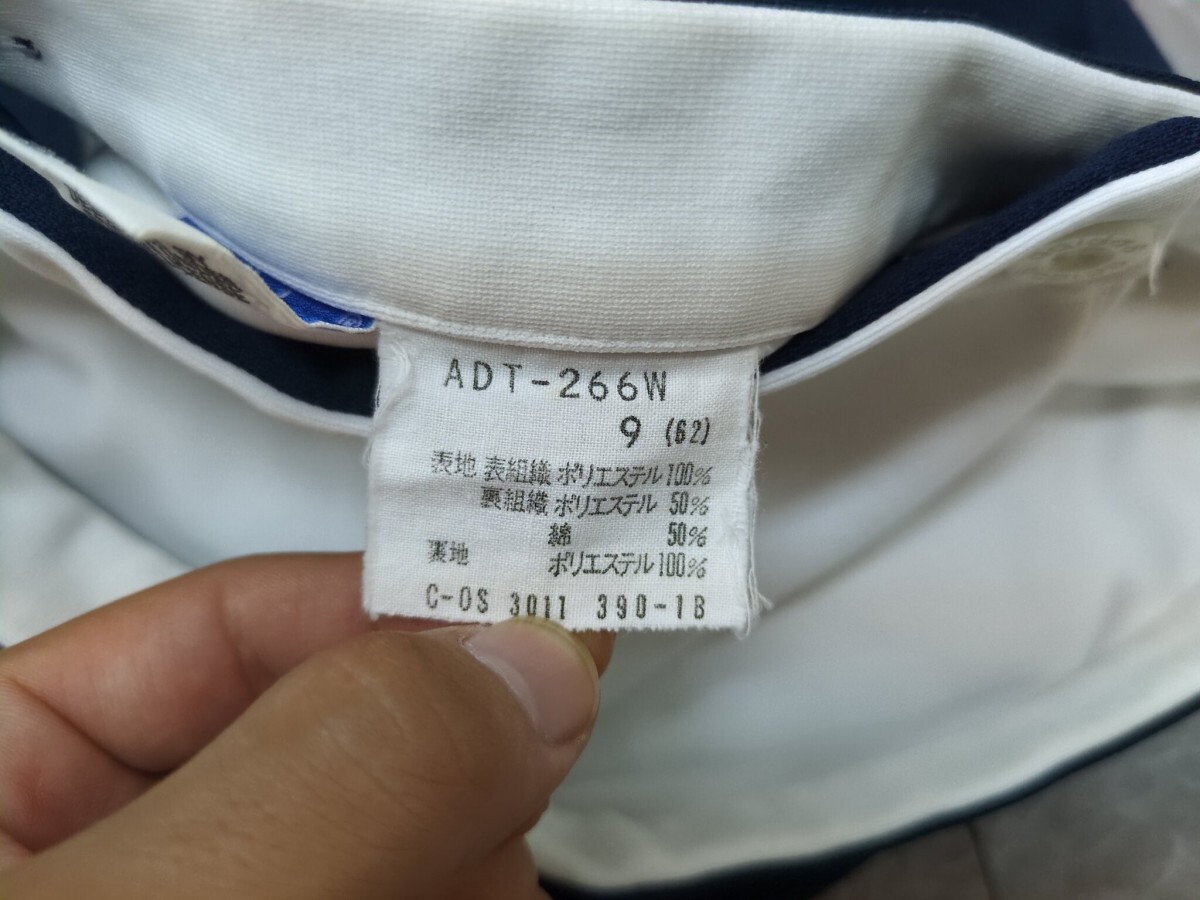 ADT-266W
9 (62)
表地 表組織 ポリエステル 100%
裏組織 ポリエステル 50%
綿 50%
裏地 ポリエステル 100%
C-OS 3011 390-1B